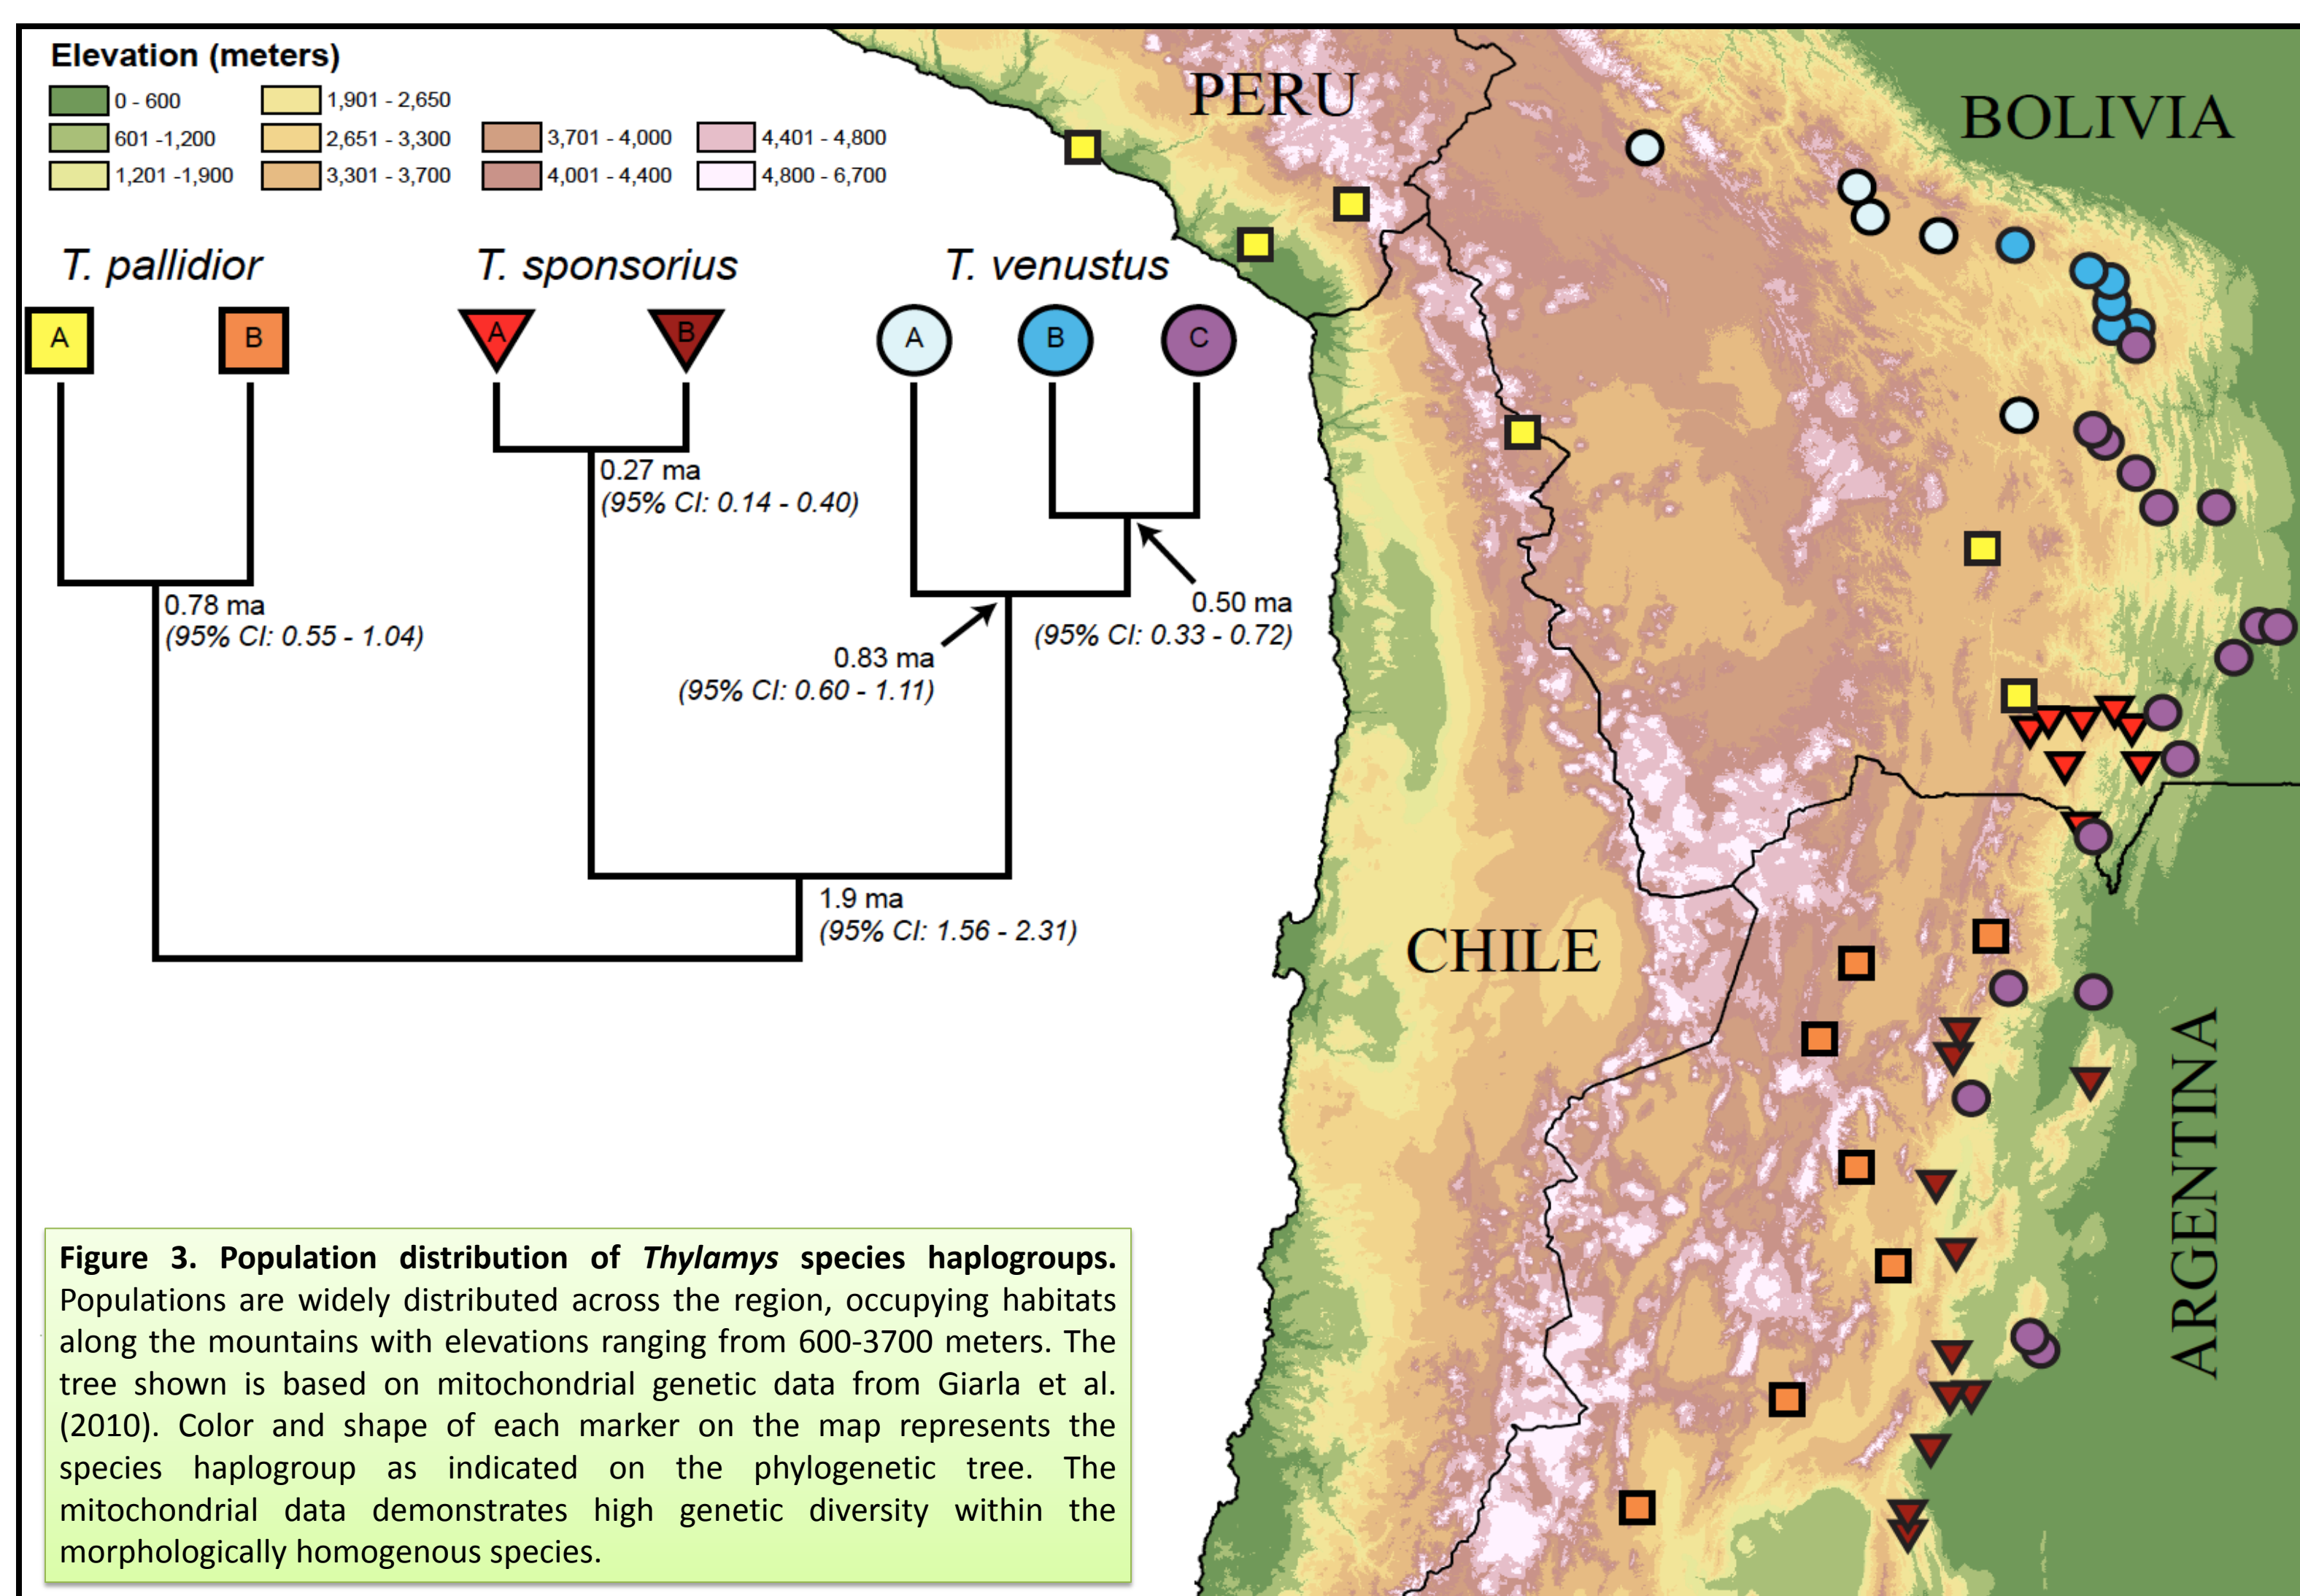 Elevation (meters)
0 - 600
601 -1,200
1,201 -1,900
1,901 - 2,650
2,651 - 3,300
3,301 - 3,700
3,701 - 4,000
4,001 - 4,400
4,401 - 4,800
4,800 - 6,700
PERU
BOLIVIA
CHILE
ARGENTINA
T. pallidior
T. sponsorius
T. venustus
A
B
A
B
A
B
C
0.27 ma
(95% CI: 0.14 - 0.40)
0.78 ma
(95% CI: 0.55 - 1.04)
0.50 ma
(95% CI: 0.33 - 0.72)
0.83 ma
(95% CI: 0.60 - 1.11)
1.9 ma
(95% CI: 1.56 - 2.31)
Figure 3. Population distribution of Thylamys species haplogroups.
Populations are widely distributed across the region, occupying habitats
along the mountains with elevations ranging from 600-3700 meters. The
tree shown is based on mitochondrial genetic data from Giarla et al.
(2010). Color and shape of each marker on the map represents the
species haplogroup as indicated on the phylogenetic tree. The
mitochondrial data demonstrates high genetic diversity within the
morphologically homogenous species.